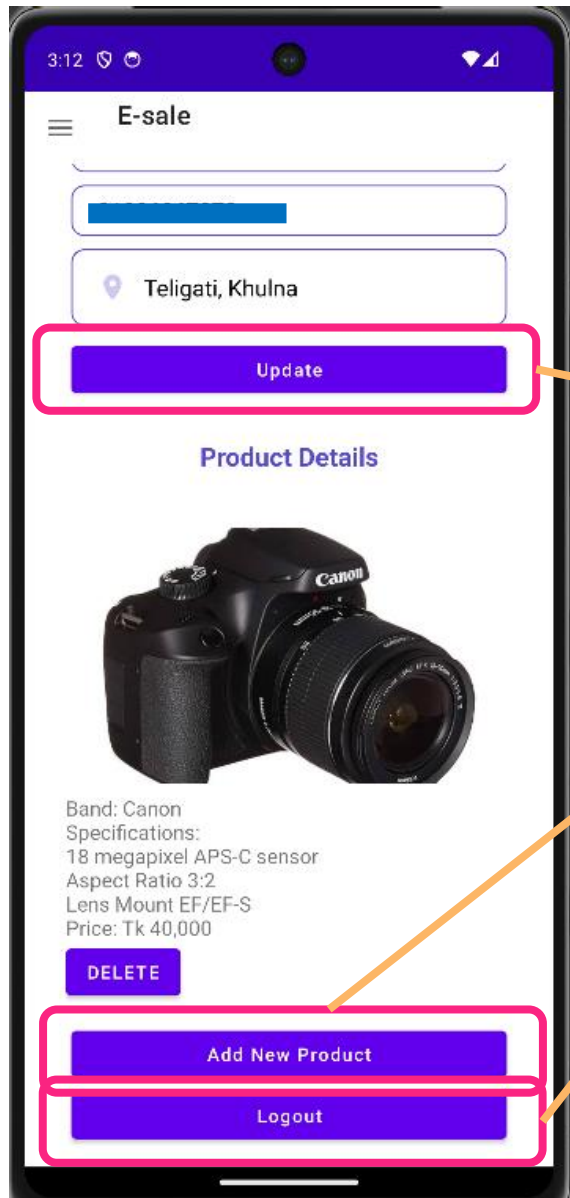 3:12
E-sale
Teligati, Khulna
Update
Product Details
Canon
Band: Canon
Specifications:
18 megapixel APS-C sensor
Aspect Ratio 3:2
Lens Mount EF/EF-S
Price: Tk 40,000
DELETE
Add New Product
Logout